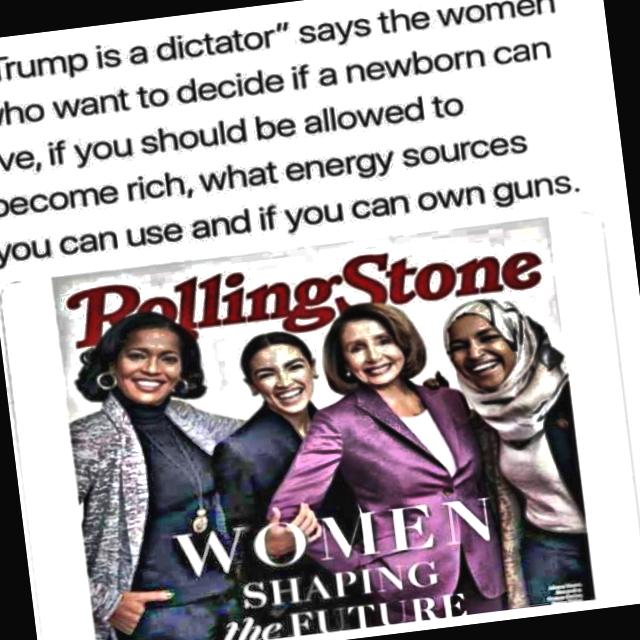 Trump is a dictator" says the women
who want to decide if a newborn can
live, if you should be allowed to
become rich, what energy sources
you can use and if you can own guns.
RollingStone
WOMEN
SHAPING
the FUTURE